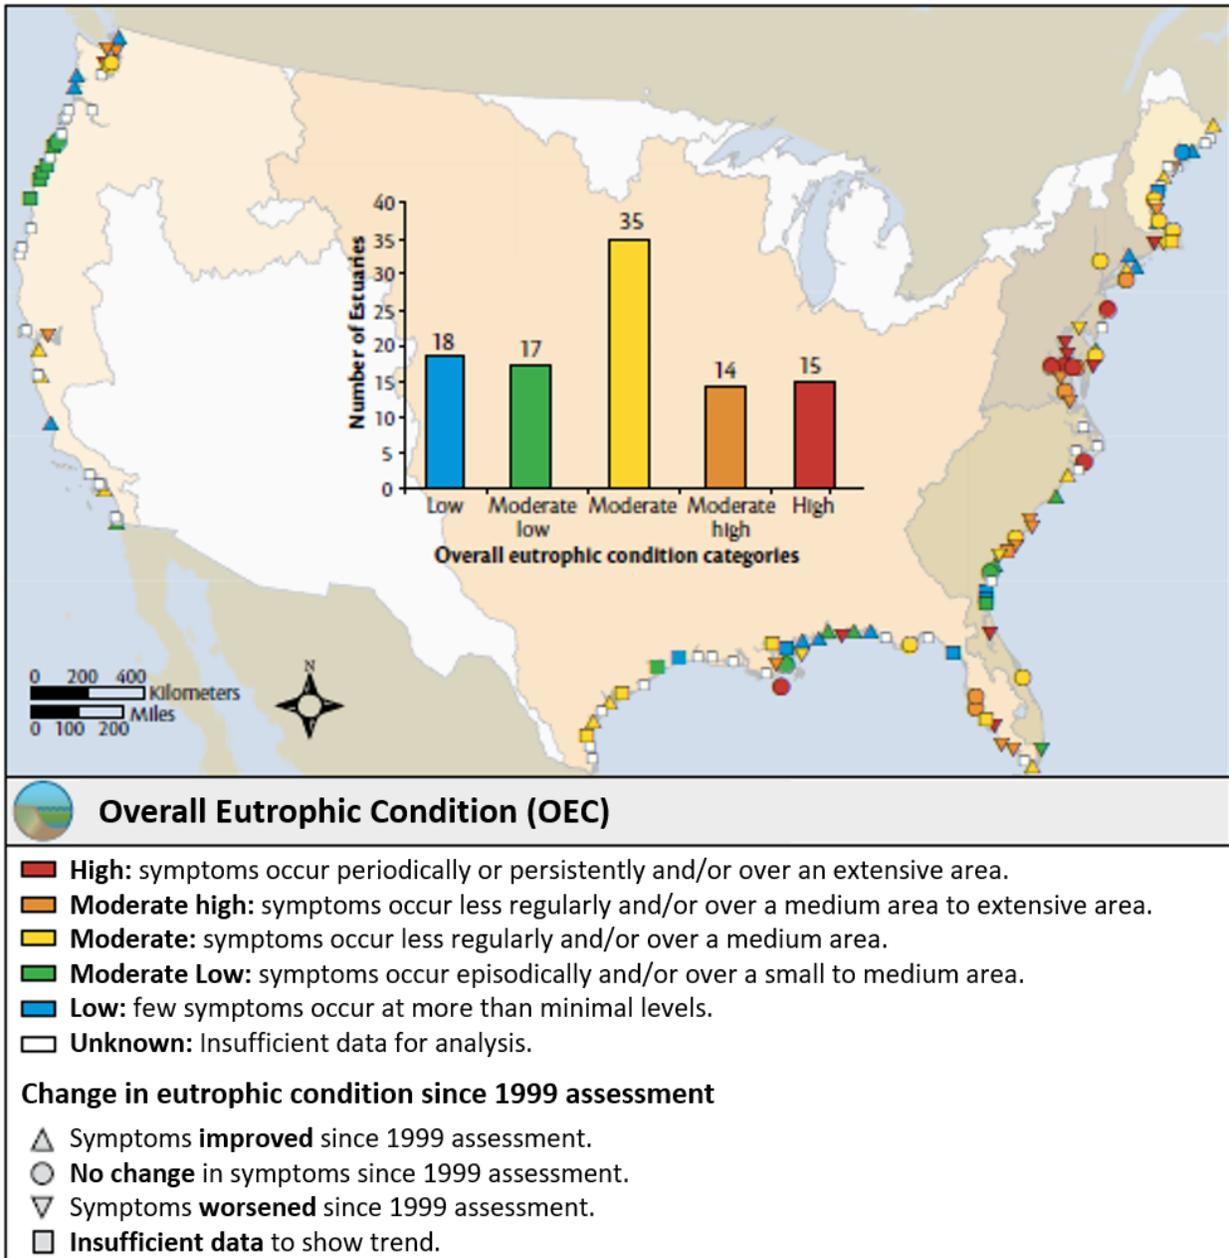 40
35
30
25
20
15
10
5
0
Number of Estuaries
18
17
35
14
15
Low
Moderate low
Moderate
Moderate high
High
Overall eutrophic condition categories
0 200 400
Kilometers
Miles
0 100 200
N
Overall Eutrophic Condition (OEC)
High: symptoms occur periodically or persistently and/or over an extensive area.
Moderate high: symptoms occur less regularly and/or over a medium area to extensive area.
Moderate: symptoms occur less regularly and/or over a medium area.
Moderate Low: symptoms occur episodically and/or over a small to medium area.
Low: few symptoms occur at more than minimal levels.
Unknown: Insufficient data for analysis.
Change in eutrophic condition since 1999 assessment
Symptoms improved since 1999 assessment.
No change in symptoms since 1999 assessment.
Symptoms worsened since 1999 assessment.
Insufficient data to show trend.